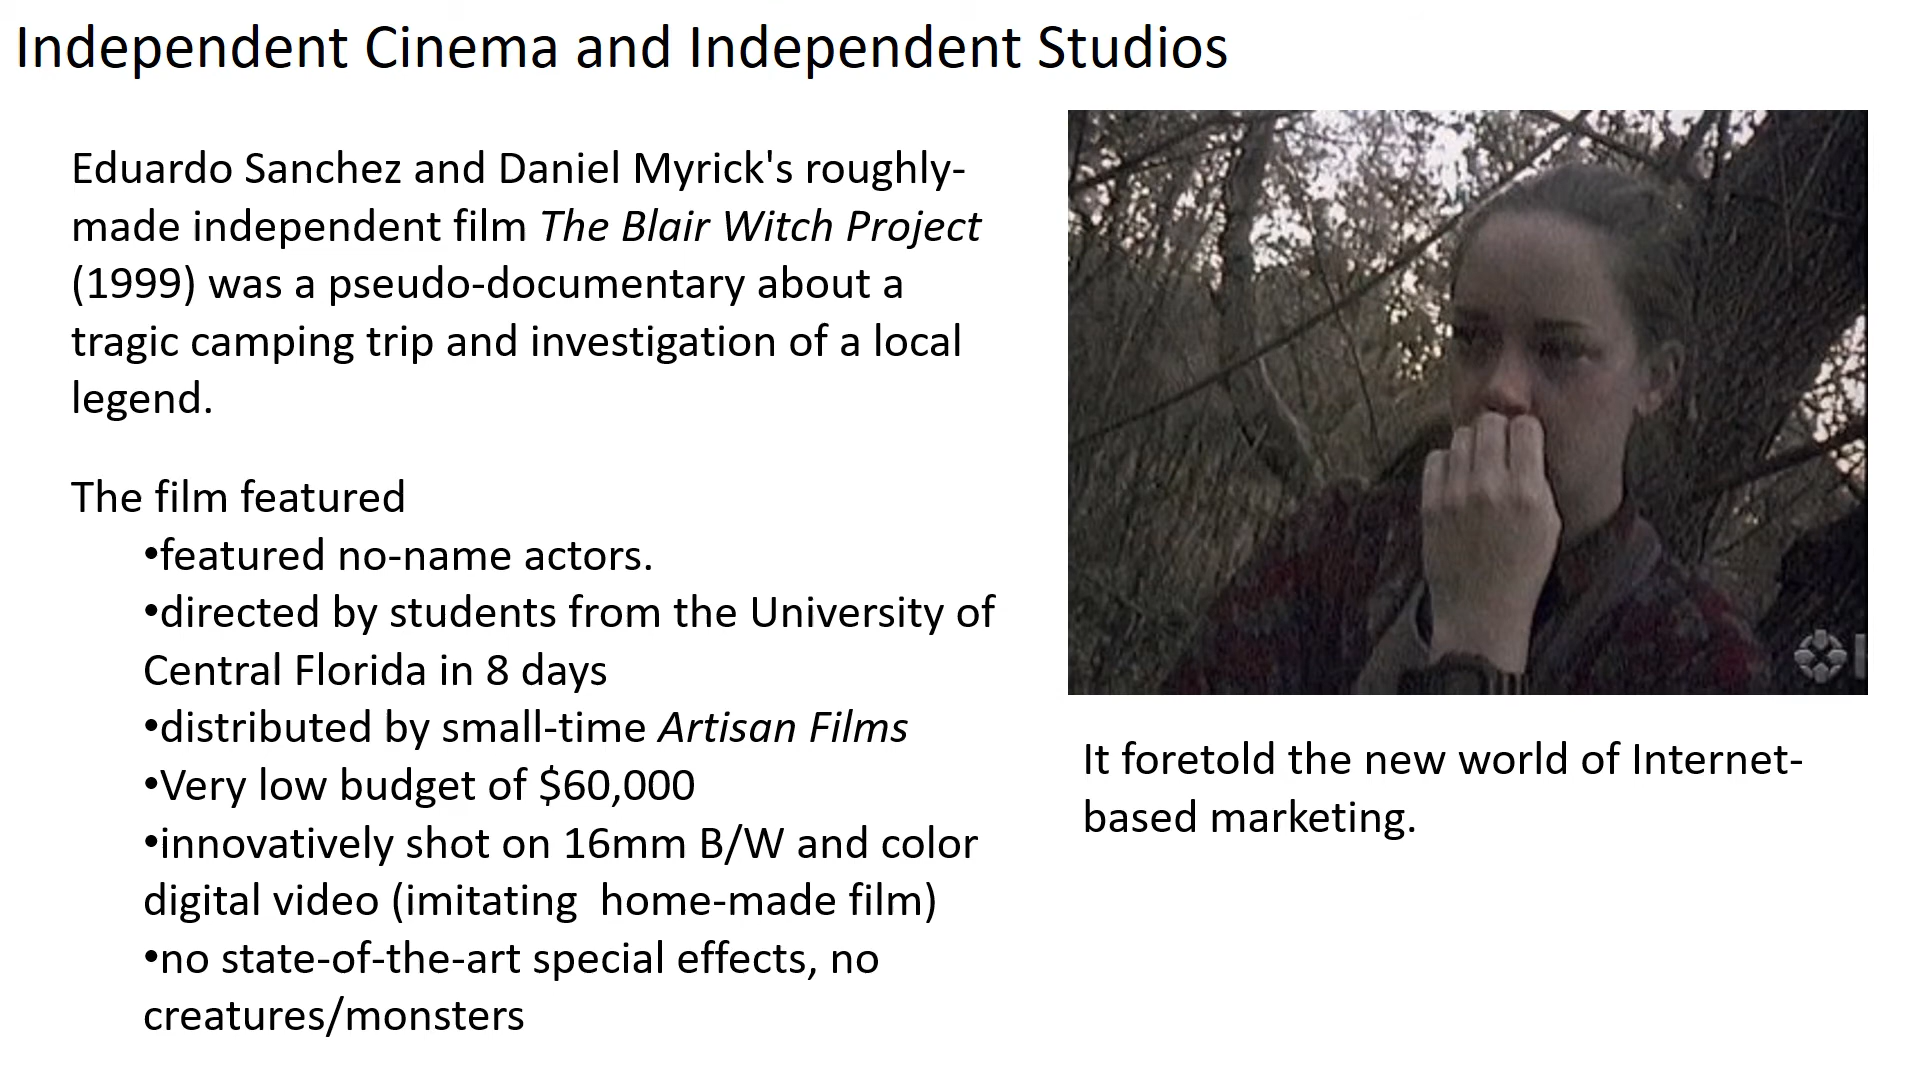 Independent Cinema and Independent Studios
Eduardo Sanchez and Daniel Myrick's roughly-
made independent film The Blair Witch Project
(1999) was a pseudo-documentary about a
tragic camping trip and investigation of a local
legend.
The film featured
•featured no-name actors.
•directed by students from the University of
Central Florida in 8 days
•distributed by small-time Artisan Films
•Very low budget of $60,000
•innovatively shot on 16mm B/W and color
digital video (imitating  home-made film)
•no state-of-the-art special effects, no
creatures/monsters
It foretold the new world of Internet-
based marketing.